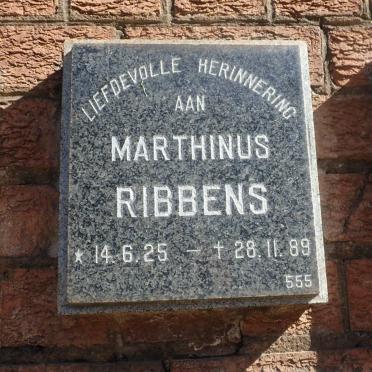 LIEFDEVOLLE HERINNERING
AAN
MARTHINUS
RIBBENS
* 14.6.25 - † 28.11.89
555